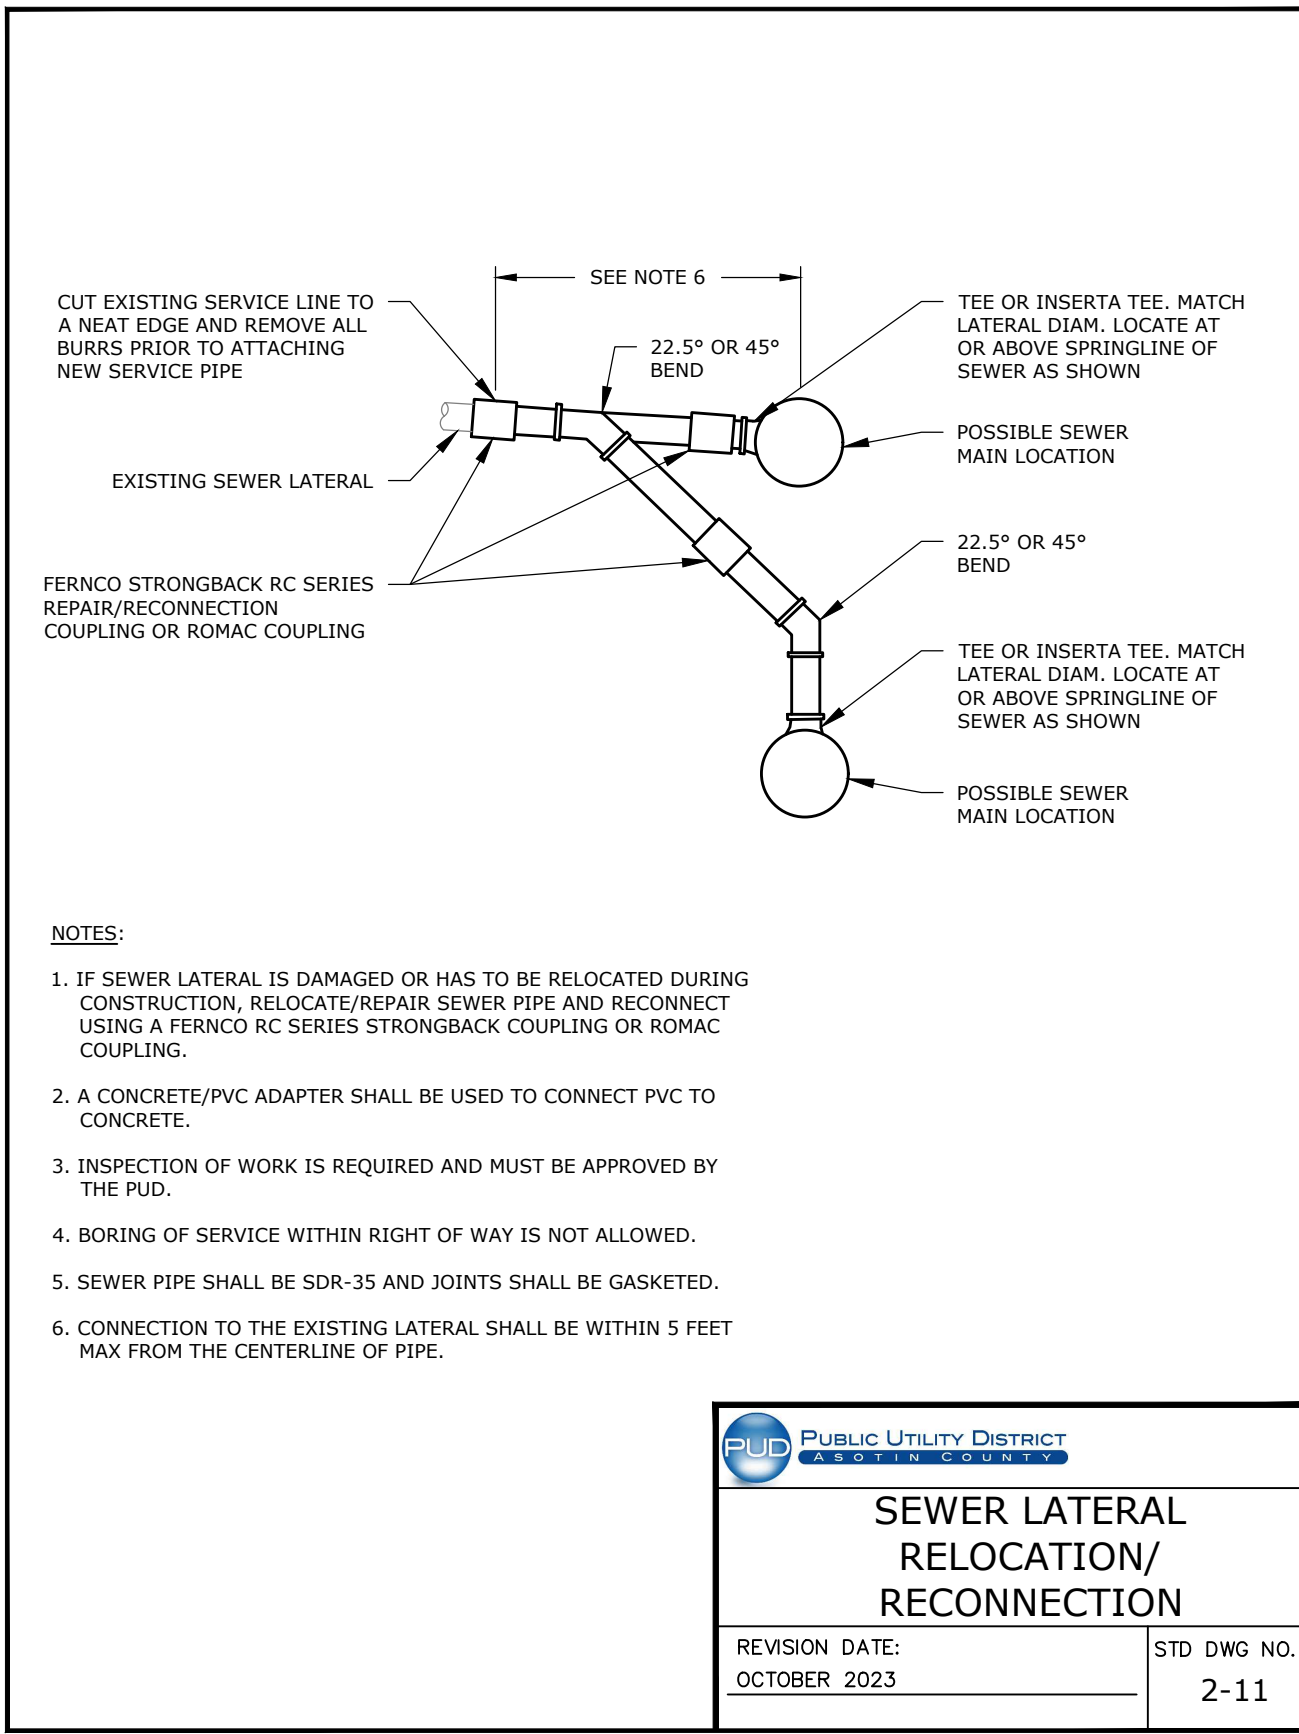 SEE NOTE 6
CUT EXISTING SERVICE LINE TO
A NEAT EDGE AND REMOVE ALL
BURRS PRIOR TO ATTACHING
NEW SERVICE PIPE
22.5° OR 45°
BEND
TEE OR INSERTA TEE. MATCH
LATERAL DIAM. LOCATE AT
OR ABOVE SPRINGLINE OF
SEWER AS SHOWN
POSSIBLE SEWER
MAIN LOCATION
EXISTING SEWER LATERAL
22.5° OR 45°
BEND
FERNCO STRONGBACK RC SERIES
REPAIR/RECONNECTION
COUPLING OR ROMAC COUPLING
TEE OR INSERTA TEE. MATCH
LATERAL DIAM. LOCATE AT
OR ABOVE SPRINGLINE OF
SEWER AS SHOWN
POSSIBLE SEWER
MAIN LOCATION
NOTES:
1. IF SEWER LATERAL IS DAMAGED OR HAS TO BE RELOCATED DURING
CONSTRUCTION, RELOCATE/REPAIR SEWER PIPE AND RECONNECT
USING A FERNCO RC SERIES STRONGBACK COUPLING OR ROMAC
COUPLING.
2. A CONCRETE/PVC ADAPTER SHALL BE USED TO CONNECT PVC TO
CONCRETE.
3. INSPECTION OF WORK IS REQUIRED AND MUST BE APPROVED BY
THE PUD.
4. BORING OF SERVICE WITHIN RIGHT OF WAY IS NOT ALLOWED.
5. SEWER PIPE SHALL BE SDR-35 AND JOINTS SHALL BE GASKETED.
6. CONNECTION TO THE EXISTING LATERAL SHALL BE WITHIN 5 FEET
MAX FROM THE CENTERLINE OF PIPE.
PUD
PUBLIC UTILITY DISTRICT
ASOTIN COUNTY
SEWER LATERAL
RELOCATION/
RECONNECTION
REVISION DATE:
OCTOBER 2023
STD DWG NO.
2-11